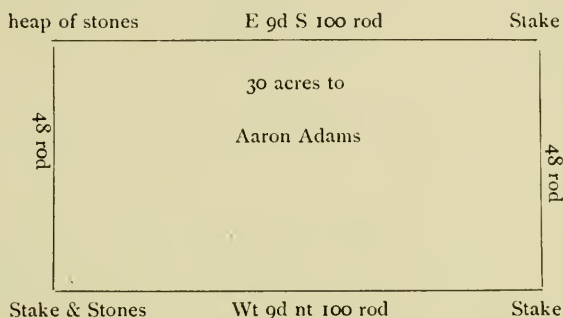 heap of stones E 9d S 100 rod Stake
30 acres to
Aaron Adams
48 rod
48 rod
Stake & Stones Wt 9d nt 100 rod Stake